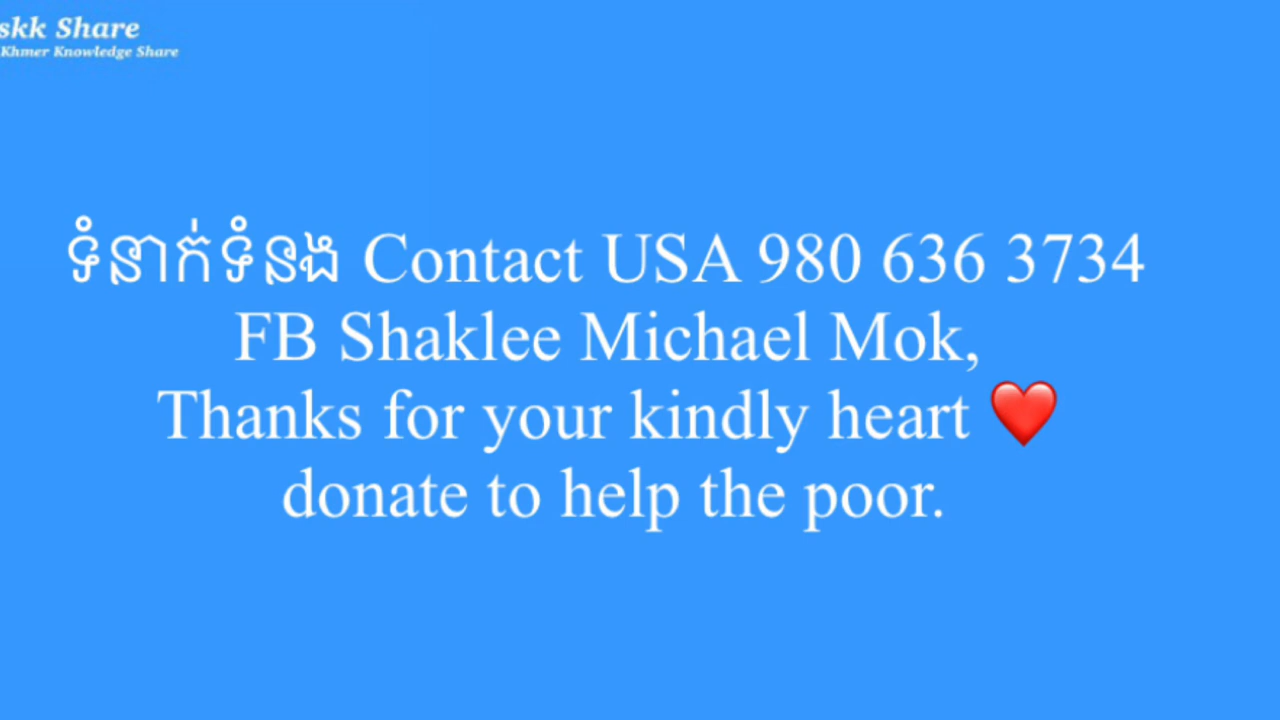 skk Share
Khmer Knowledge Share
ទំនាក់ទំនង Contact USA 980 636 3734
FB Shaklee Michael Mok,
Thanks for your kindly heart ❤️
donate to help the poor.